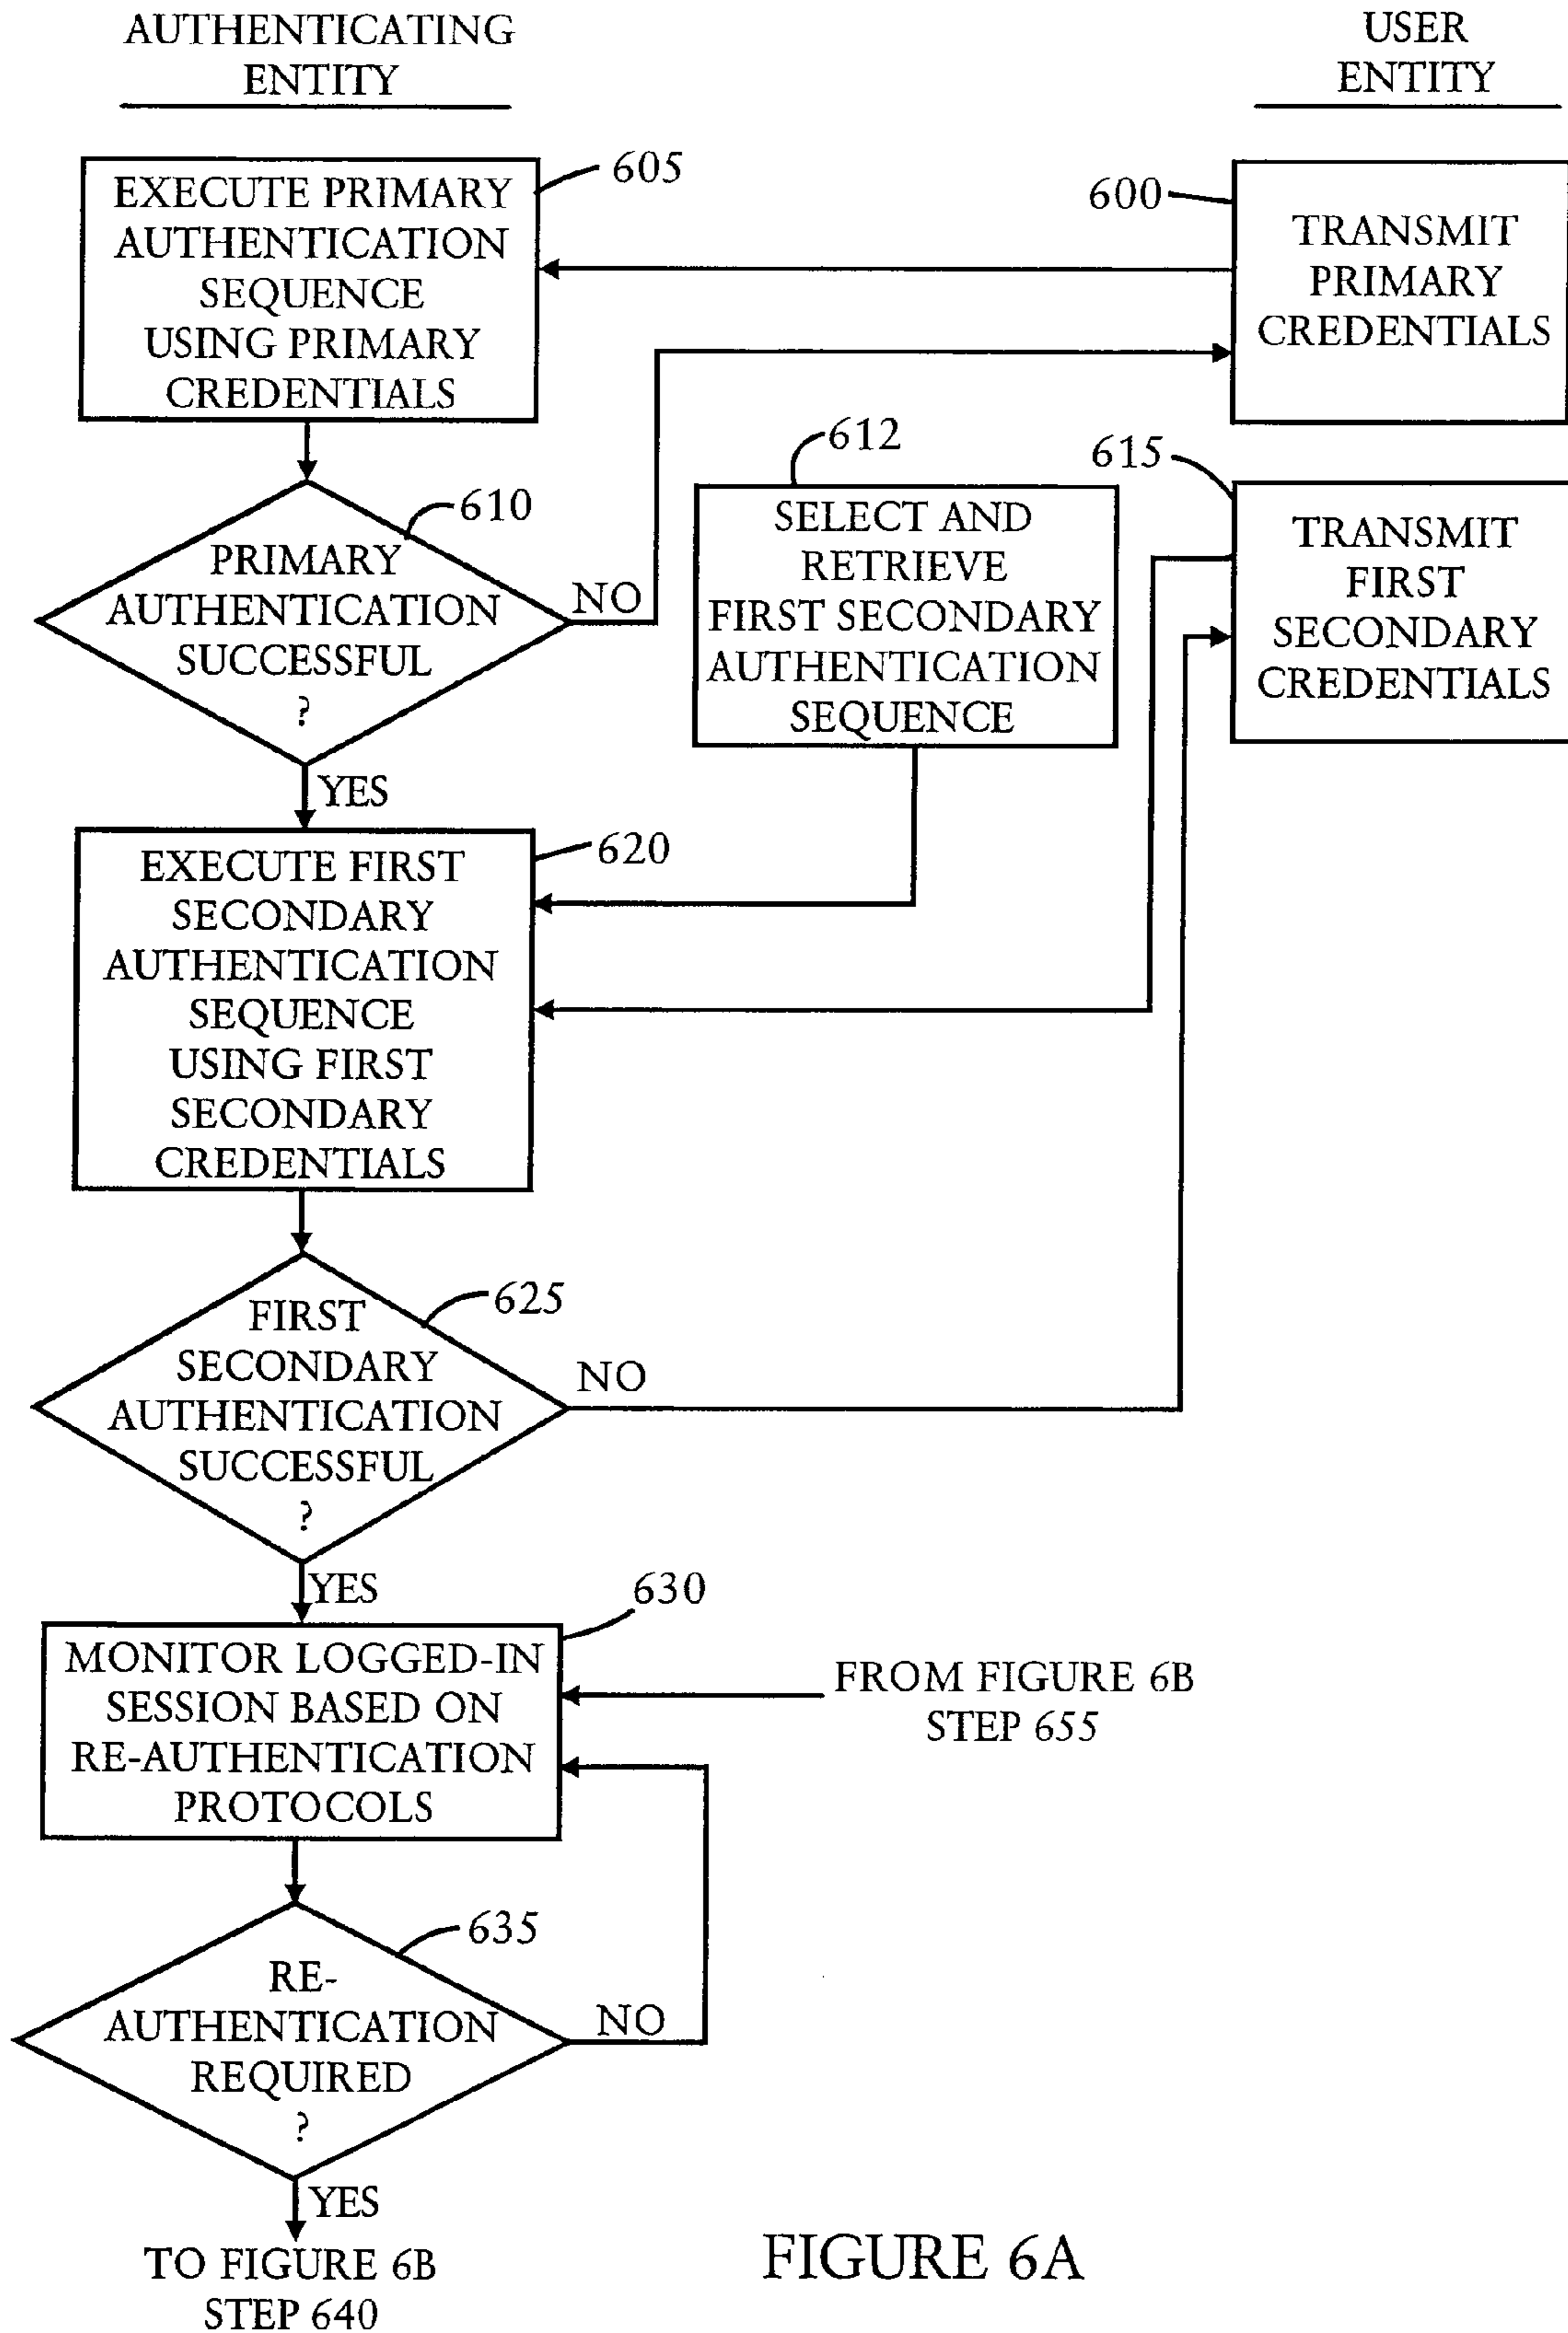 AUTHENTICATING
ENTITY
USER
ENTITY
605
EXECUTE PRIMARY
AUTHENTICATION
SEQUENCE
USING PRIMARY
CREDENTIALS
600
TRANSMIT
PRIMARY
CREDENTIALS
610
PRIMARY
AUTHENTICATION
SUCCESSFUL
?
NO
YES
612
SELECT AND
RETRIEVE
FIRST SECONDARY
AUTHENTICATION
SEQUENCE
615
TRANSMIT
FIRST
SECONDARY
CREDENTIALS
620
EXECUTE FIRST
SECONDARY
AUTHENTICATION
SEQUENCE
USING FIRST
SECONDARY
CREDENTIALS
625
FIRST
SECONDARY
AUTHENTICATION
SUCCESSFUL
?
NO
YES
630
MONITOR LOGGED-IN
SESSION BASED ON
RE-AUTHENTICATION
PROTOCOLS
FROM FIGURE 6B
STEP 655
635
RE-
AUTHENTICATION
REQUIRED
?
NO
YES
TO FIGURE 6B
STEP 640
FIGURE 6A